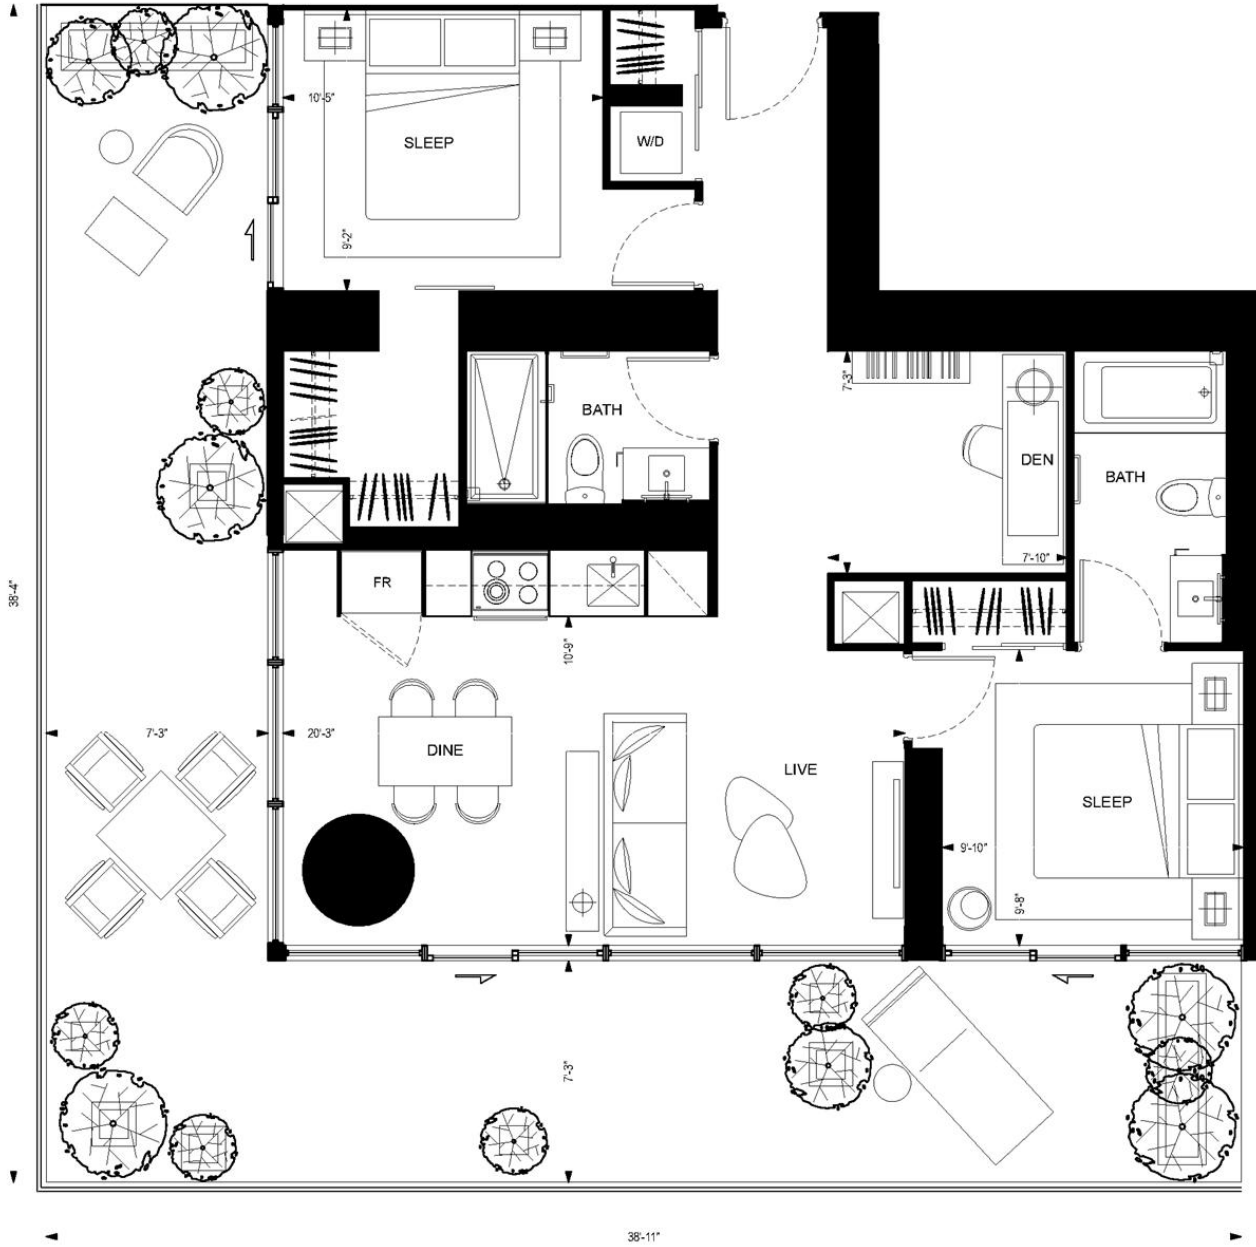 10'-5"
SLEEP
W/D
9'-2"
BATH
7'-3"
DEN
BATH
7'-10"
FR
38'-4"
10'-9"
7'-3"
20'-3"
DINE
LIVE
SLEEP
9'-10"
9'-8"
7'-3"
38'-11"